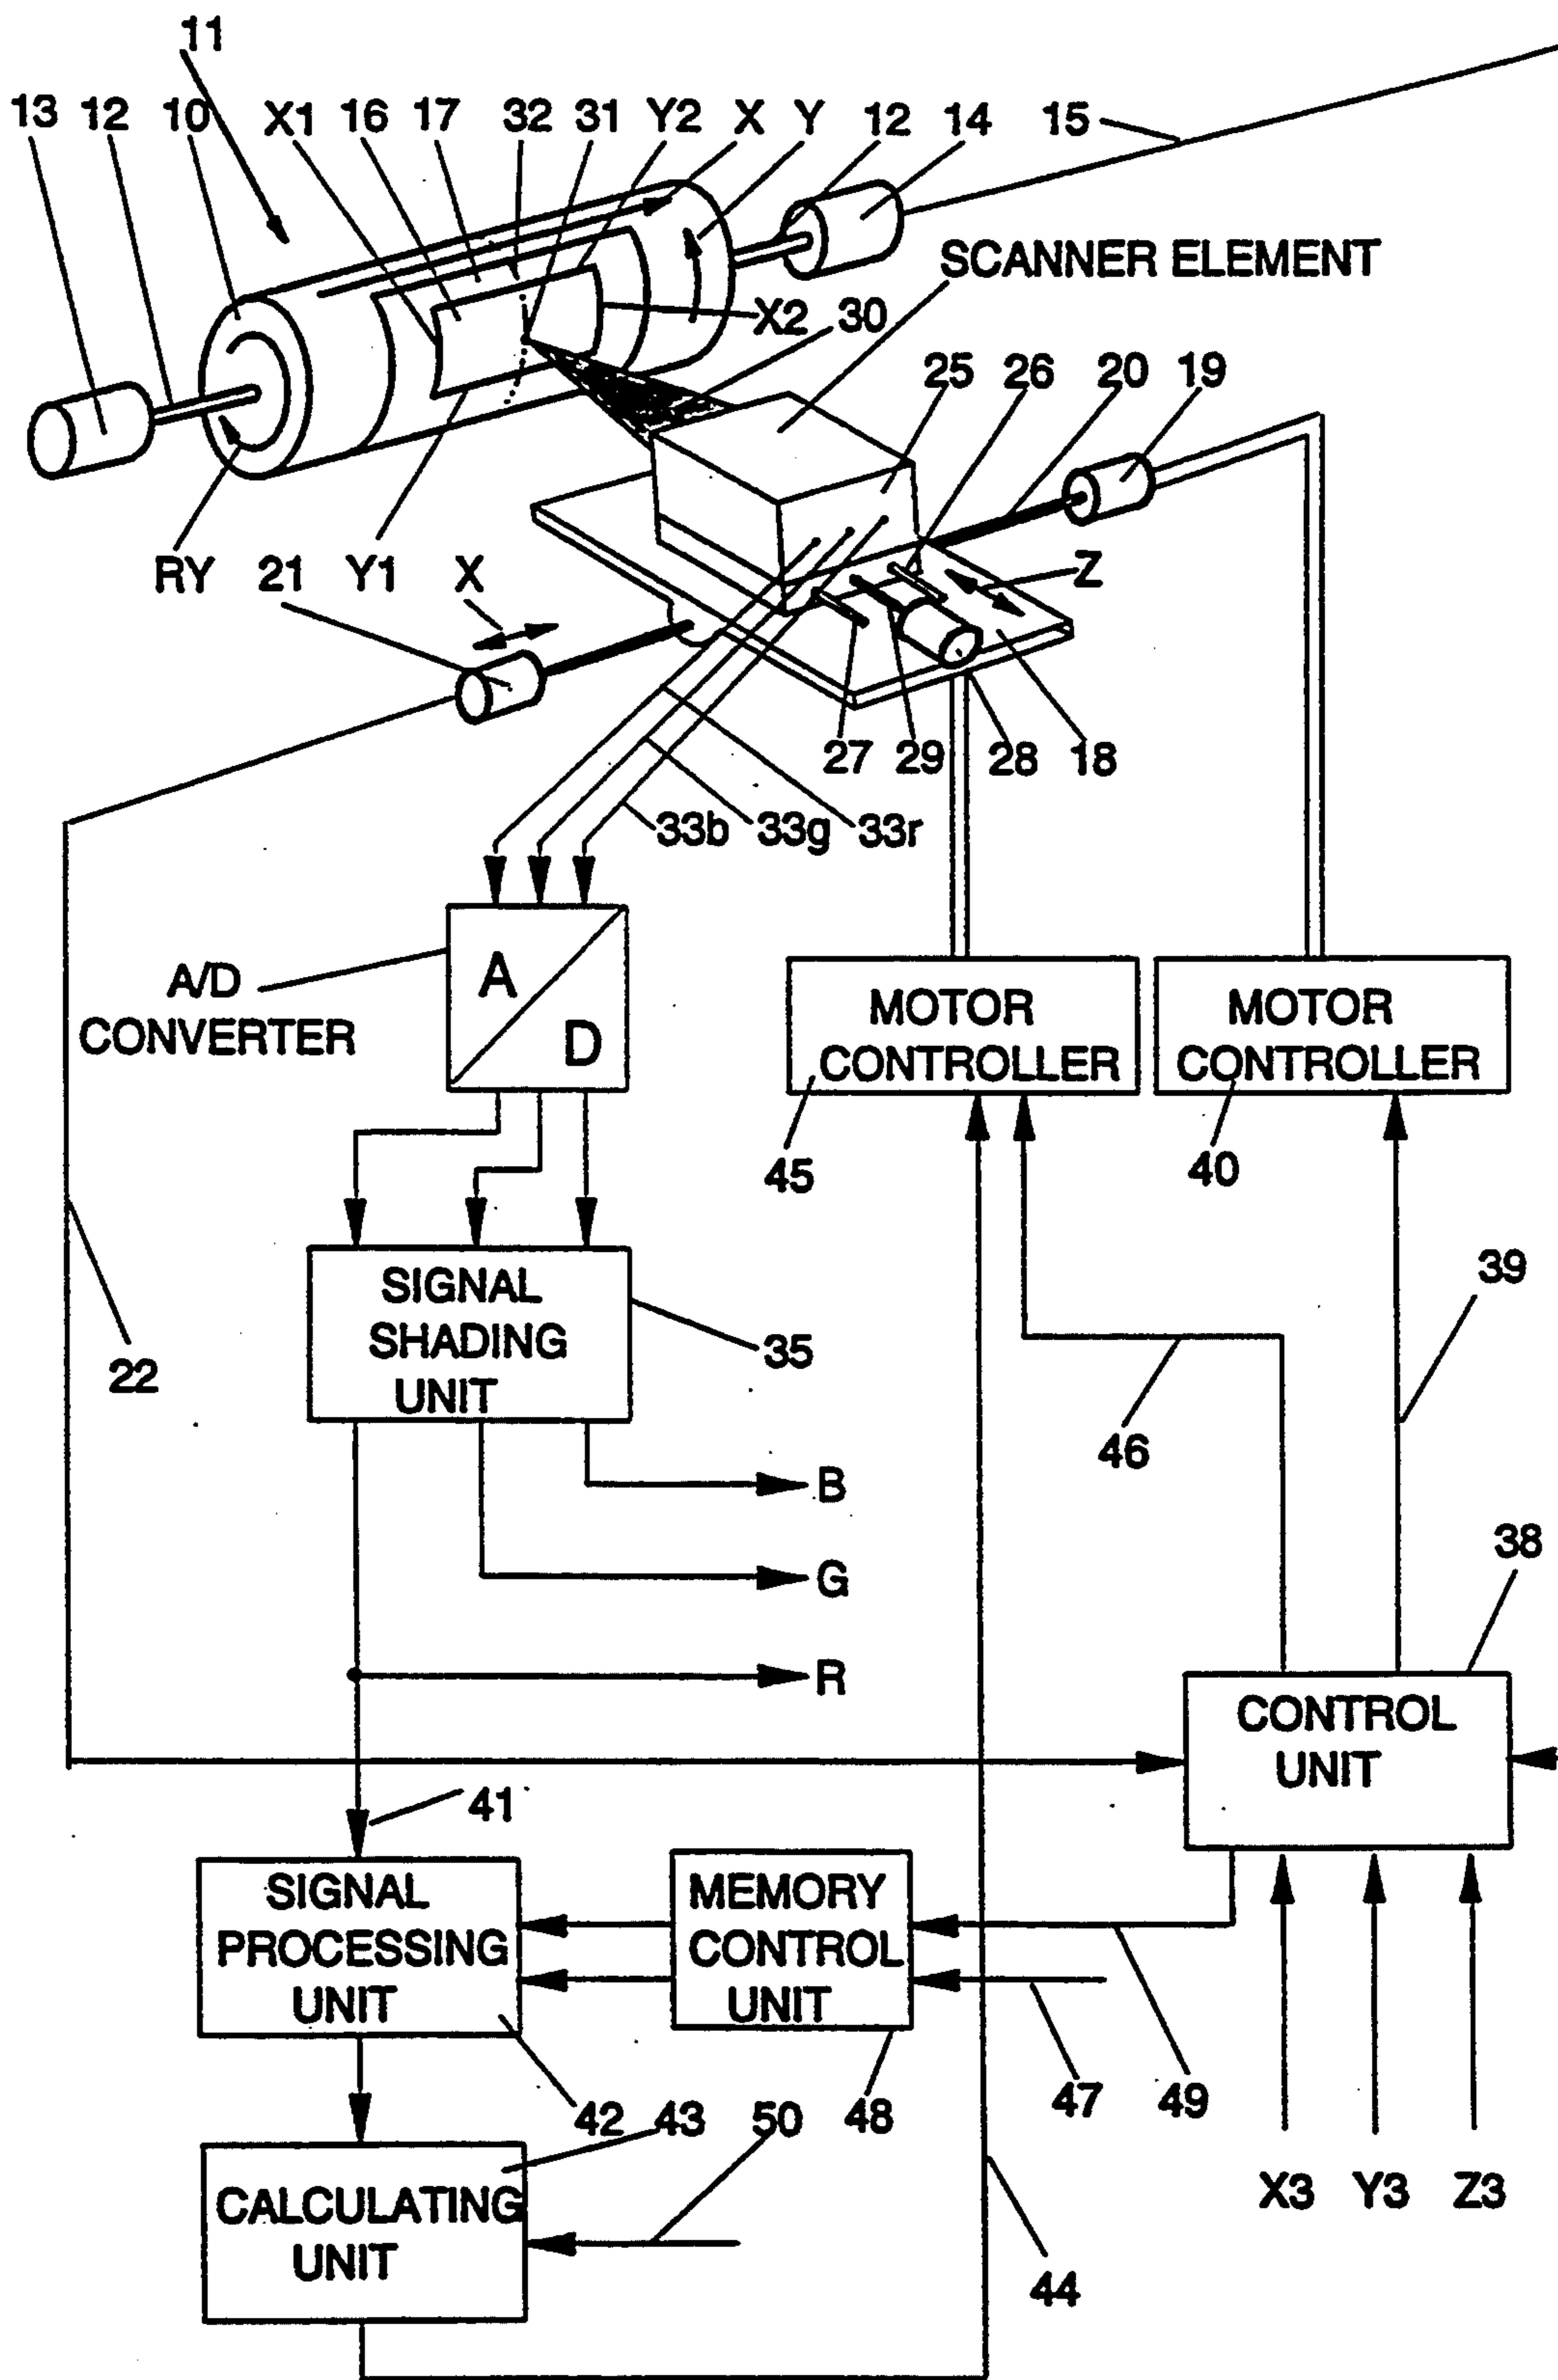 11
13 12 10 X1 16 17 32 31 Y2 X Y 12 14 15
SCANNER ELEMENT
X2 30
25 26 20 19
RY 21 Y1 X
Z
27 29 28 18
33b 33g 33r
A/D
CONVERTER
A
D
MOTOR
CONTROLLER
MOTOR
CONTROLLER
45
40
39
SIGNAL
SHADING
UNIT
35
22
46
B
G
R
38
CONTROL
UNIT
41
SIGNAL
PROCESSING
UNIT
MEMORY
CONTROL
UNIT
42 43 50 48 47 49
CALCULATING
UNIT
X3 Y3 Z3
44